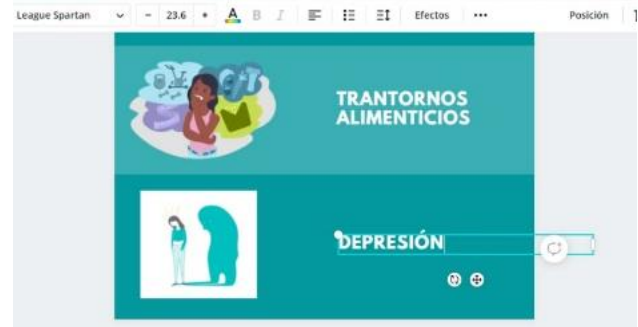 League Spartan - 23.6 + A B I Efectos ••• Posición
TRANTORNOS
ALIMENTICIOS
DEPRESIÓN